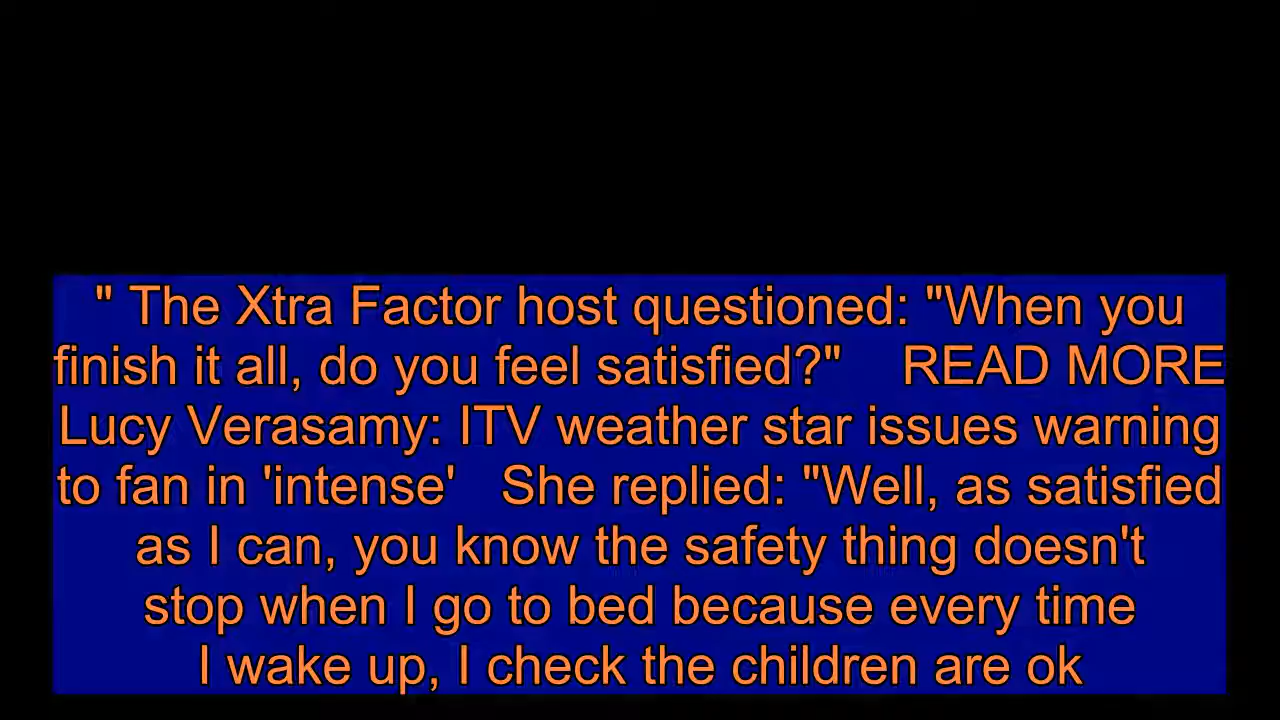 " The Xtra Factor host questioned: "When you
finish it all, do you feel satisfied?" READ MORE
Lucy Verasamy: ITV weather star issues warning
to fan in 'intense' She replied: "Well, as satisfied
as I can, you know the safety thing doesn't
stop when I go to bed because every time
I wake up, I check the children are ok